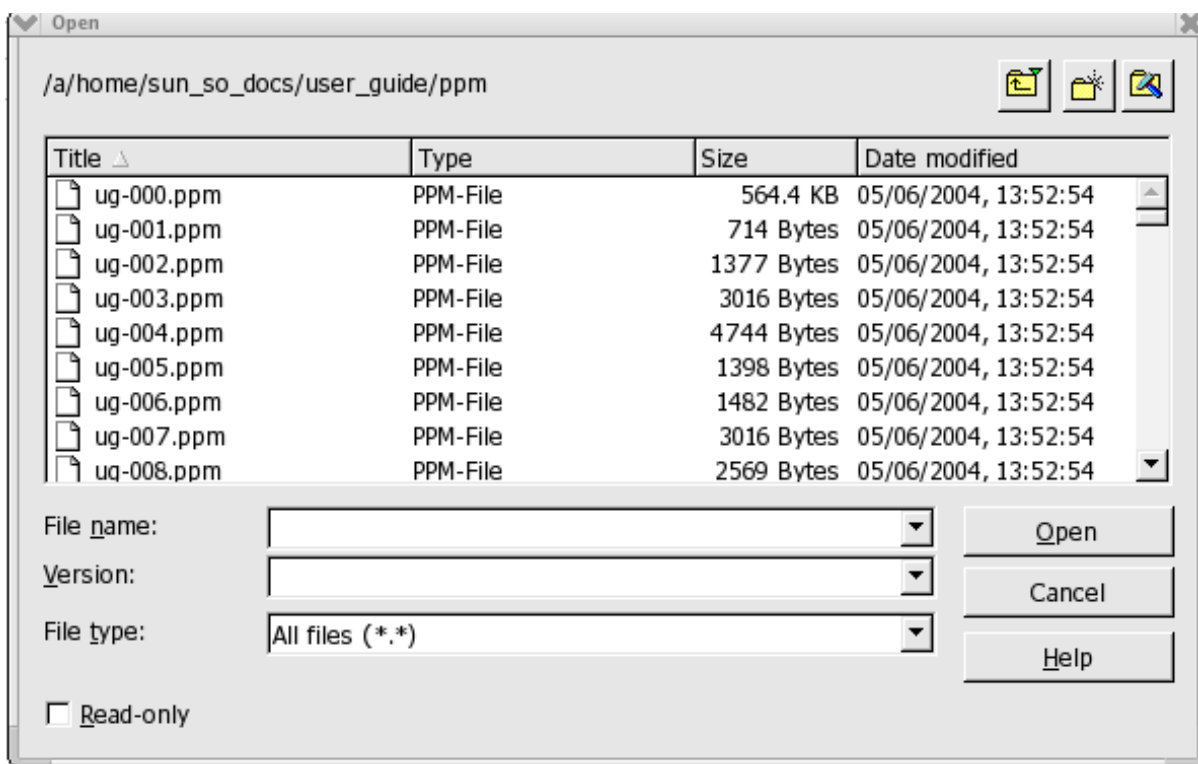 Open
/a/home/sun_so_docs/user_guide/ppm
Title Type Size Date modified
ug-000.ppm PPM-File 564.4 KB 05/06/2004, 13:52:54
ug-001.ppm PPM-File 714 Bytes 05/06/2004, 13:52:54
ug-002.ppm PPM-File 1377 Bytes 05/06/2004, 13:52:54
ug-003.ppm PPM-File 3016 Bytes 05/06/2004, 13:52:54
ug-004.ppm PPM-File 4744 Bytes 05/06/2004, 13:52:54
ug-005.ppm PPM-File 1398 Bytes 05/06/2004, 13:52:54
ug-006.ppm PPM-File 1482 Bytes 05/06/2004, 13:52:54
ug-007.ppm PPM-File 3016 Bytes 05/06/2004, 13:52:54
ug-008.ppm PPM-File 2569 Bytes 05/06/2004, 13:52:54
File name:
Open
Version:
Cancel
File type: All files (*.*)
Help
Read-only